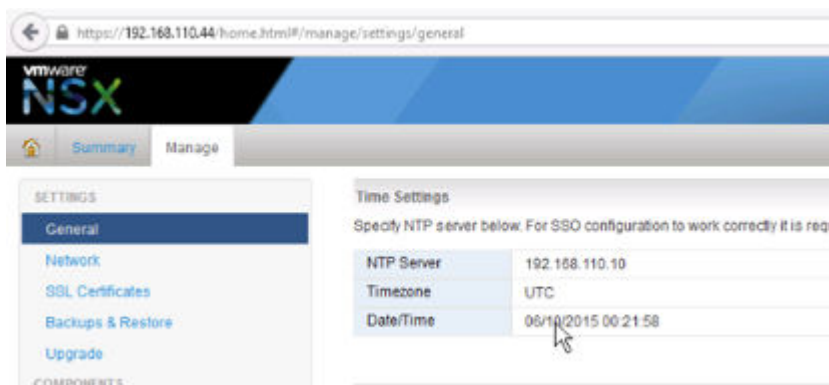 https://192.168.110.44/home.html#/manage/settings/general
vmware
NSX
Summary Manage
SETTINGS
General
Network
SSL Certificates
Backups & Restore
Upgrade
COMPONENTS
Time Settings
Specify NTP server below. For SSO configuration to work correctly it is req
NTP Server 192.168.110.10
Timezone UTC
Date/Time 06/10/2015 00:21:58